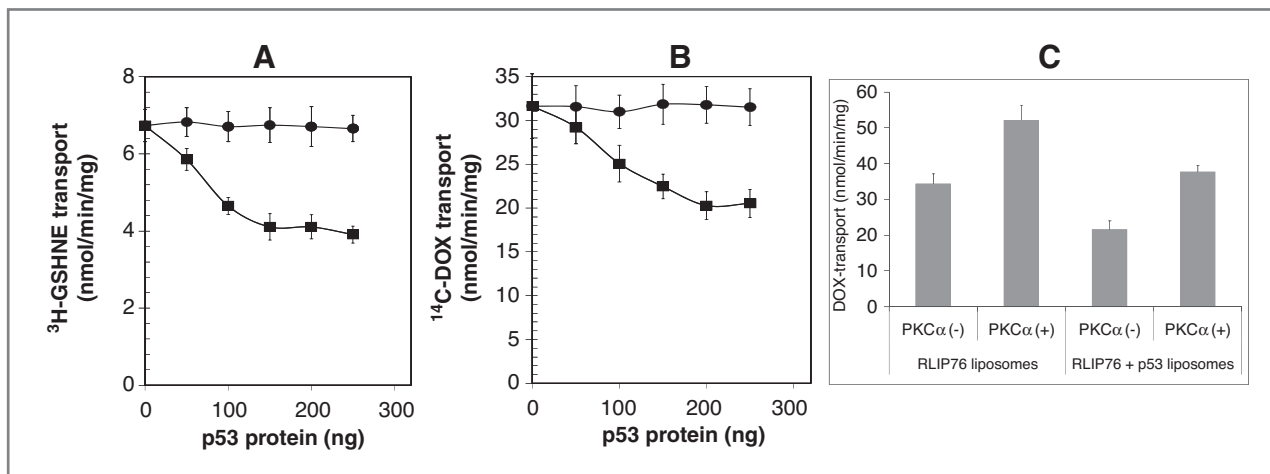 A
³H-GSHNE transport
(nmol/min/mg)
8
6
4
2
0
0 100 200 300
p53 protein (ng)
B
¹⁴C-DOX transport
(nmol/min/mg)
35
30
25
20
15
10
5
0
0 100 200 300
p53 protein (ng)
C
DOX-transport (nmol/min/mg)
60
50
40
30
20
10
0
PKCα (-) PKCα (+) PKCα (-) PKCα (+)
RLIP76 liposomes RLIP76 + p53 liposomes